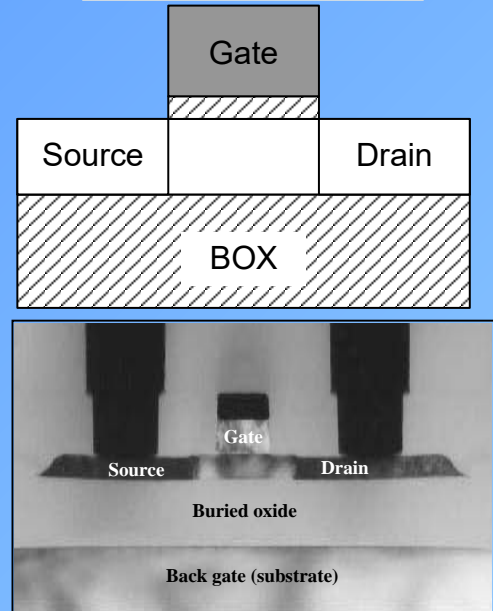 Gate
Source
Drain
BOX
Gate
Source
Drain
Buried oxide
Back gate (substrate)